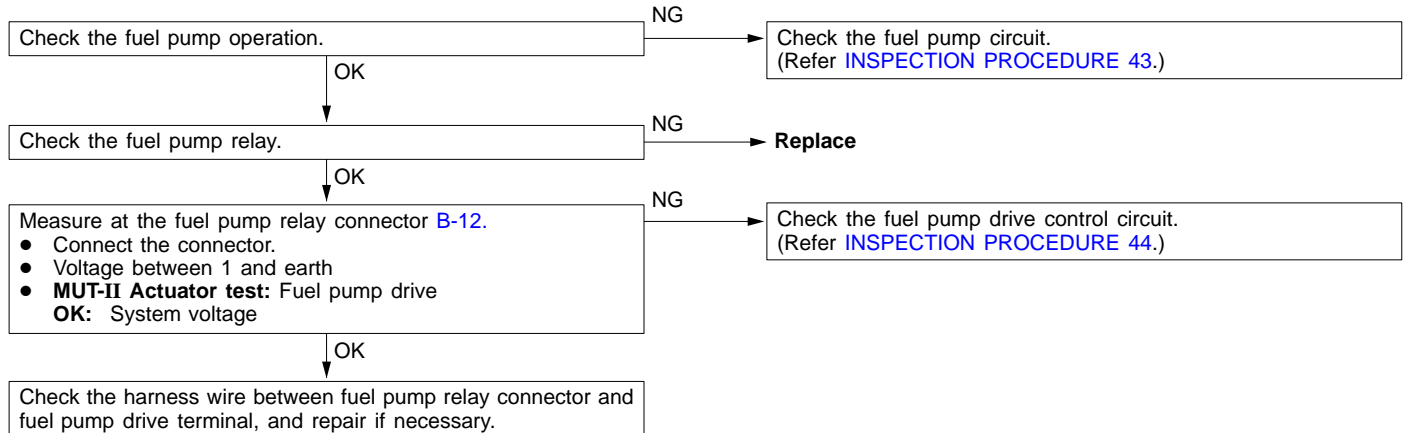 NG
Check the fuel pump operation.
Check the fuel pump circuit.
(Refer INSPECTION PROCEDURE 43.)
OK
NG
Check the fuel pump relay.
Replace
OK
NG
Measure at the fuel pump relay connector B-12.
● Connect the connector.
● Voltage between 1 and earth
● MUT-II Actuator test: Fuel pump drive
OK: System voltage
Check the fuel pump drive control circuit.
(Refer INSPECTION PROCEDURE 44.)
OK
Check the harness wire between fuel pump relay connector and
fuel pump drive terminal, and repair if necessary.